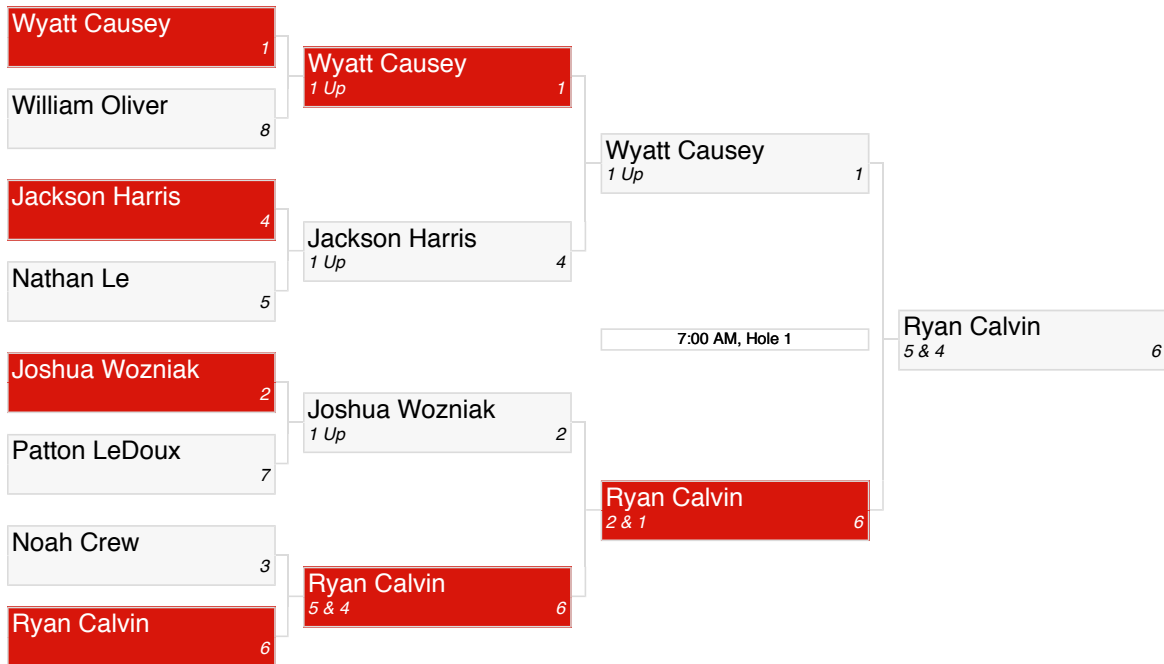 Wyatt Causey
1
William Oliver
8
Jackson Harris
4
Nathan Le
5
Joshua Wozniak
2
Patton LeDoux
7
Noah Crew
3
Ryan Calvin
6
Wyatt Causey
1 Up 1
Jackson Harris
1 Up 4
Joshua Wozniak
1 Up 2
Ryan Calvin
5 & 4 6
Wyatt Causey
1 Up 1
7:00 AM, Hole 1
Ryan Calvin
2 & 1 6
Ryan Calvin
5 & 4 6